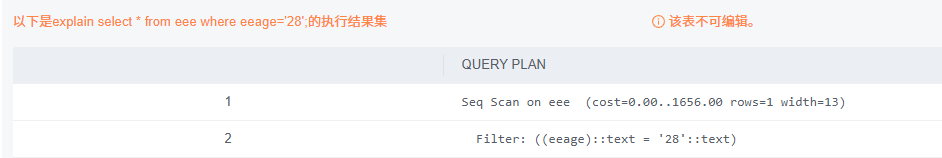 以下是explain select * from eee where eeage='28';的执行结果集
该表不可编辑。
QUERY PLAN
1 Seq Scan on eee (cost=0.00..1656.00 rows=1 width=13)
2 Filter: ((eeage)::text = '28'::text)